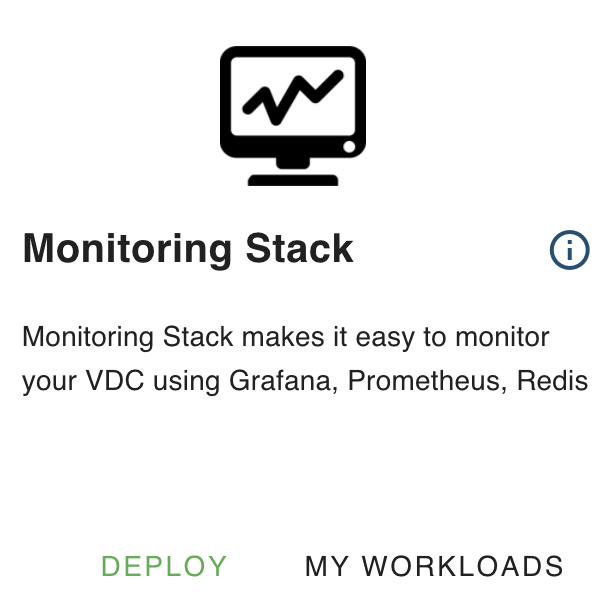 Monitoring Stack
Monitoring Stack makes it easy to monitor
your VDC using Grafana, Prometheus, Redis
DEPLOY MY WORKLOADS